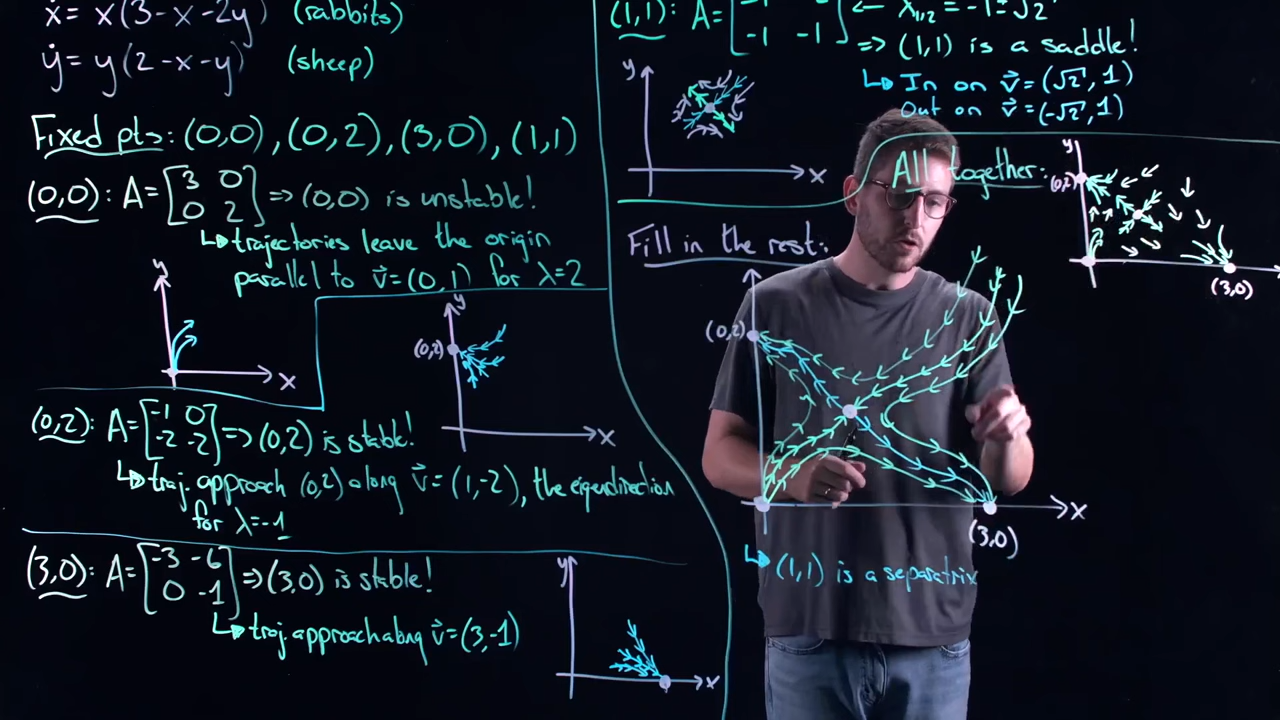 ẋ = x(3-x-2y) (rabbits)
ẏ = y(2-x-y) (sheep)
Fixed pts: (0,0), (0,2), (3,0), (1,1)
(0,0): A = [3 0
0 2] ⇒ (0,0) is unstable!
↳ trajectories leave the origin
parallel to v⃗=(0,1) for λ=2
y
x
y
(0,2)
x
(0,2): A = [-1 0
-2 -2] ⇒ (0,2) is stable!
↳ traj. approach (0,2) along v⃗=(1,-2), the eigendirection
for λ=-1
(3,0): A = [-3 -6
0 -1] ⇒ (3,0) is stable!
↳ traj. approach along v⃗=(3,-1)
y
x
(1,1): A = [-1
-1 -1] ← λ1,2 = -1±√2
⇒ (1,1) is a saddle!
↳ In on v⃗=(√2,1)
Out on v⃗=(-√2,1)
y
x
All together:
y
(0,2)
(3,0)
Fill in the rest:
(0,2)
x
(3,0)
↳ (1,1) is a separatrix